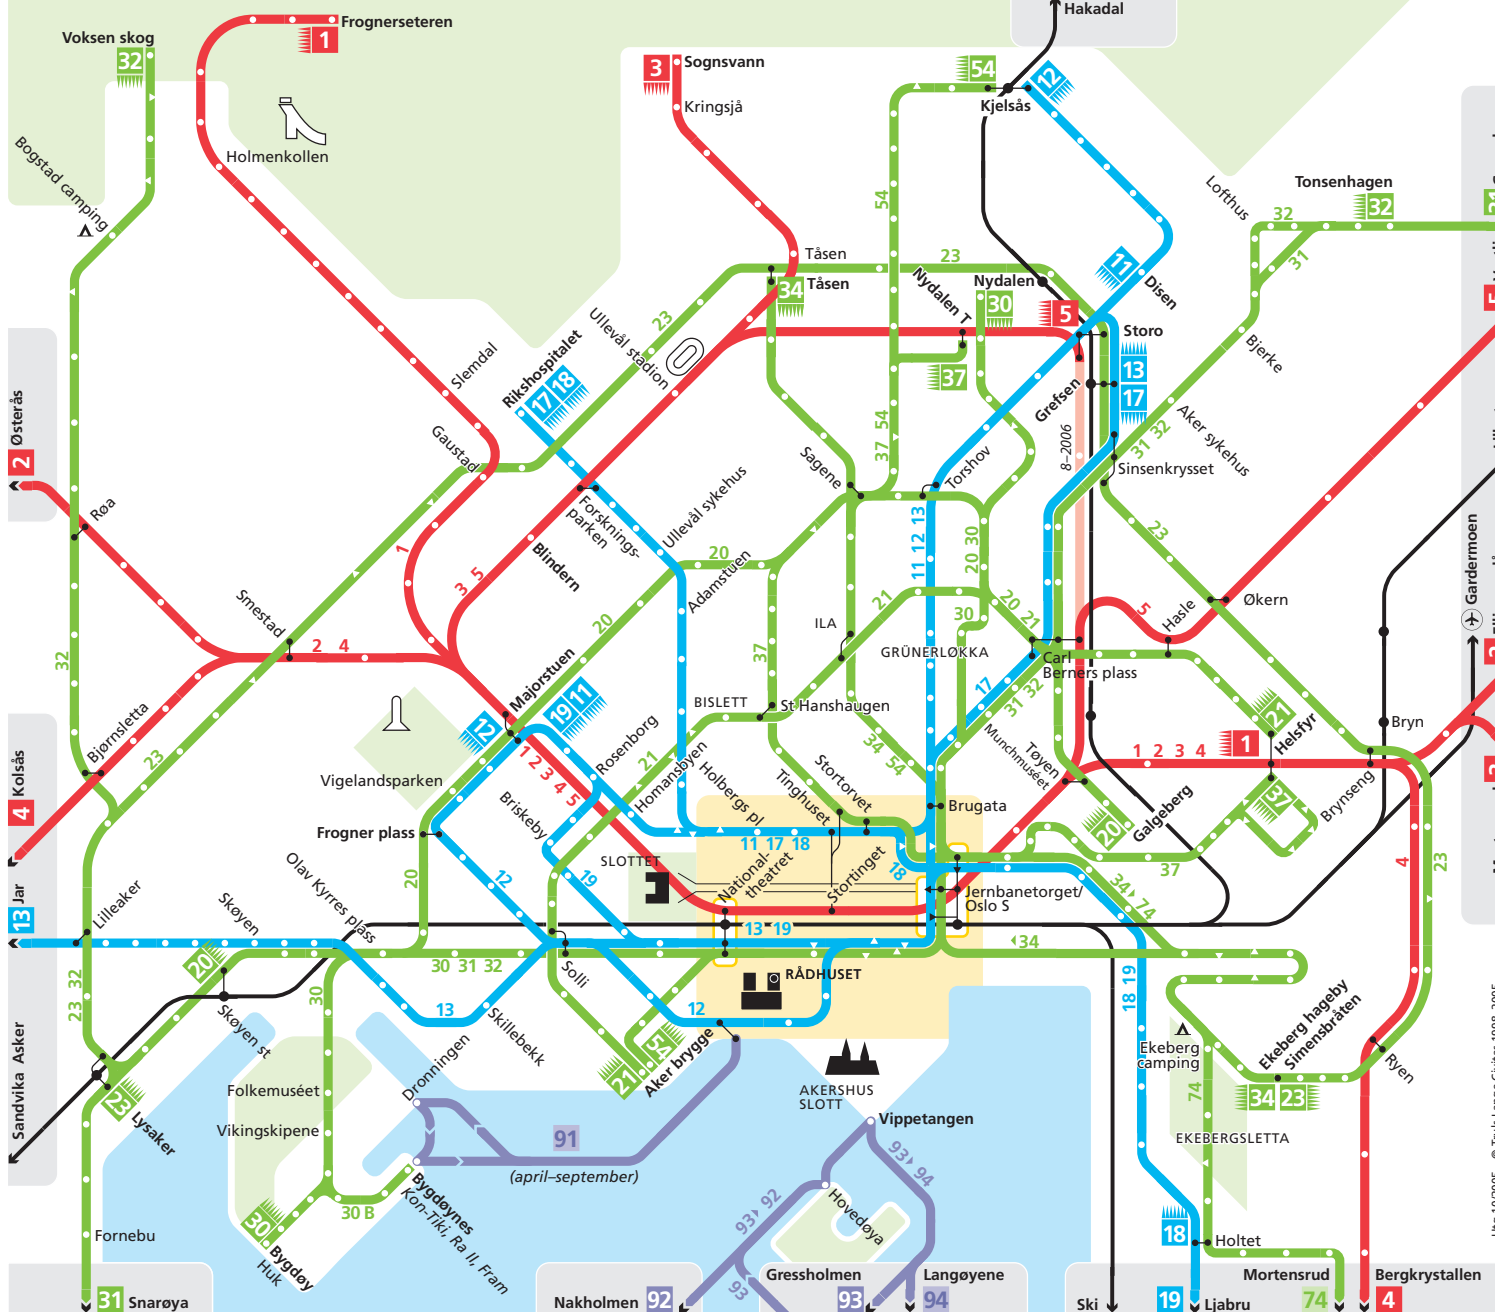 Hakadal
Frognerseteren
1
Voksen skog
32
3
Sognsvann
Kringsjå
54
12
Kjelsås
Holmenkollen
Bogstad camping
Lofthus
Tonsenhagen
32
32
31
54
23
Tåsen
Tåsen
34
Nydalen
30
Nydalen T
11
Disen
5
Storo
13
17
Ullevål stadion
23
Rikshospitalet
17 18
Slemdal
Gaustad
37
Grefsen
Bjerke
Aker sykehus
31 32
Sinsenkrysset
8–2006
2 Østerås
Røa
37 54
Sagene
Torshov
Forsknings-
parken
Ullevål sykehus
Blindern
1
3 5
20
Adamstuen
11 12 13
20 30
23
Gardermoen
Smestad
2 4
20
21
ILA
30
20 21
GRÜNERLØKKA
Carl
Berners plass
5
Hasle
Økern
32
37
Majorstuen
12
19 11
BISLETT
St Hanshaugen
17
31 32
Munchmuséet
Tøyen
21
Helsfyr
1
1 2 3 4
Bryn
Bjørnsletta
23
4 Kolsås
Vigelandsparken
Rosenborg
1 2 3 4 5
21
Homansbyen
Holbergs pl
Tinghuset
Stortorvet
34 54
Brugata
20
Galgeberg
37
Brynseng
Briskeby
Frogner plass
11 17 18
18
SLOTTET
National-
theatret
Stortinget
37
4
23
13 Jar
Lilleaker
Skøyen
Olav Kyrres plass
20
12
19
Jernbanetorget/
Oslo S
34 74
13 19
34
20
30 31 32
Solli
RÅDHUSET
18 19
23 32
Skøyen st
30
13
Skillebekk
12
54
21
Aker brygge
AKERSHUS
SLOTT
Ekeberg
camping
Ekeberg hageby
Simensbråten
34 23
Ryen
Sandvika Asker
23
Lysaker
Folkemuséet
Vikingskipene
Dronningen
91
(april–september)
Vippetangen
93 94
74
EKEBERGSLETTA
30
30 B
Bygdøynes
Kon-Tiki, Ra II, Fram
Bygdøy
Huk
93 92
Hovedøya
93
18
Holtet
Fornebu
31 Snarøya
Nakholmen 92
Gressholmen
93
Langøyene
94
Ski
19 Ljabru
Mortensrud
74
Bergkrystallen
4